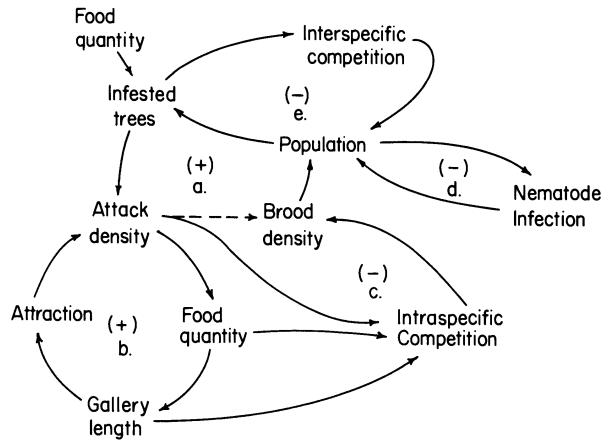 Food
quantity
Interspecific
competition
Infested
trees
(−)
e.
Population
(+)
a.
(−)
d.
Nematode
Infection
Attack
density
Brood
density
(−)
c.
Attraction
(+)
b.
Food
quantity
Intraspecific
Competition
Gallery
length